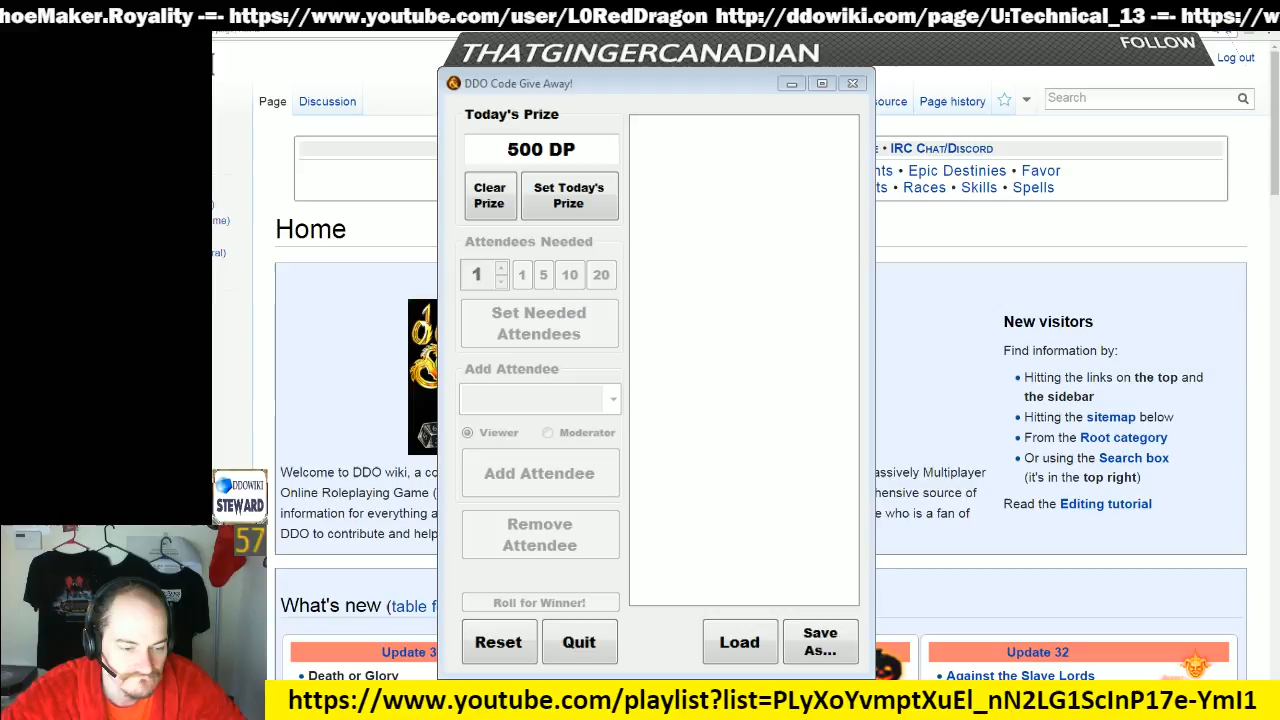 hoeMaker.Royality -=- https://www.youtube.com/user/L0RedDragon http://ddowiki.com/page/U:Technical_13 -=- https://w
THATGINGERCANADIAN
FOLLOW
Log out
Page Discussion
ource Page history Search
DDO Code Give Away!
Today's Prize
500 DP
Clear Prize
Set Today's Prize
Attendees Needed
1 1 5 10 20
Set Needed Attendees
Add Attendee
Viewer Moderator
Add Attendee
Remove Attendee
Roll for Winner!
Reset Quit Load Save As...
• IRC Chat/Discord
nts • Epic Destinies • Favor
ts • Races • Skills • Spells
me)
ral)
Home
New visitors
Find information by:
• Hitting the links on the top and
the sidebar
• Hitting the sitemap below
• From the Root category
• Or using the Search box
(it's in the top right)
Read the Editing tutorial
Welcome to DDO wiki, a co
assively Multiplayer
Online Roleplaying Game (
hensive source of
information for everything a
e who is a fan of
DDO to contribute and help
DDOWIKI
STEWARD
57
What's new (table f
Update 3
Update 32
• Death or Glory
• Against the Slave Lords
https://www.youtube.com/playlist?list=PLyXoYvmptXuEl_nN2LG1ScInP17e-YmI1